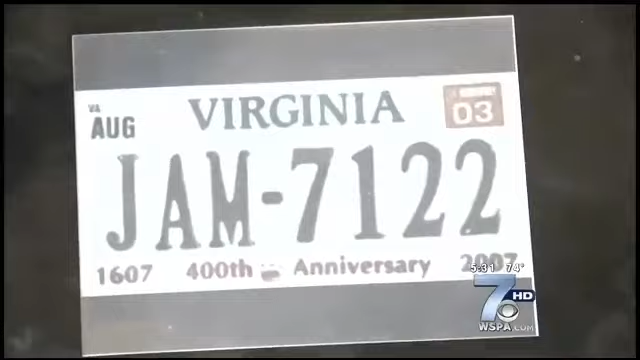 VA
AUG
VIRGINIA
03
JAM-7122
1607 400th Anniversary 2007
5:31 74°
7 HD
WSPA.COM